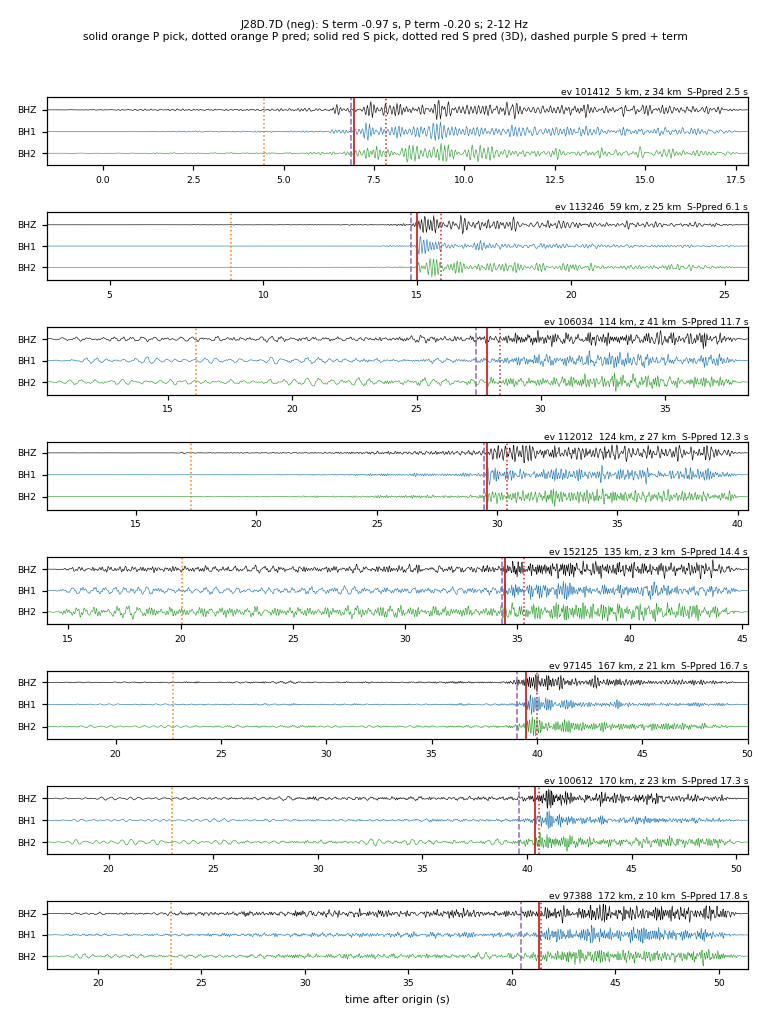 J28D.7D (neg): S term -0.97 s, P term -0.20 s; 2-12 Hz
solid orange P pick, dotted orange P pred; solid red S pick, dotted red S pred (3D), dashed purple S pred + term
ev 101412  5 km, z 34 km  S-Ppred 2.5 s
BHZ
BH1
BH2
0.0 2.5 5.0 7.5 10.0 12.5 15.0 17.5
ev 113246  59 km, z 25 km  S-Ppred 6.1 s
BHZ
BH1
BH2
5 10 15 20 25
ev 106034  114 km, z 41 km  S-Ppred 11.7 s
BHZ
BH1
BH2
15 20 25 30 35
ev 112012  124 km, z 27 km  S-Ppred 12.3 s
BHZ
BH1
BH2
15 20 25 30 35 40
ev 152125  135 km, z 3 km  S-Ppred 14.4 s
BHZ
BH1
BH2
15 20 25 30 35 40 45
ev 97145  167 km, z 21 km  S-Ppred 16.7 s
BHZ
BH1
BH2
20 25 30 35 40 45 50
ev 100612  170 km, z 23 km  S-Ppred 17.3 s
BHZ
BH1
BH2
20 25 30 35 40 45 50
ev 97388  172 km, z 10 km  S-Ppred 17.8 s
BHZ
BH1
BH2
20 25 30 35 40 45 50
time after origin (s)